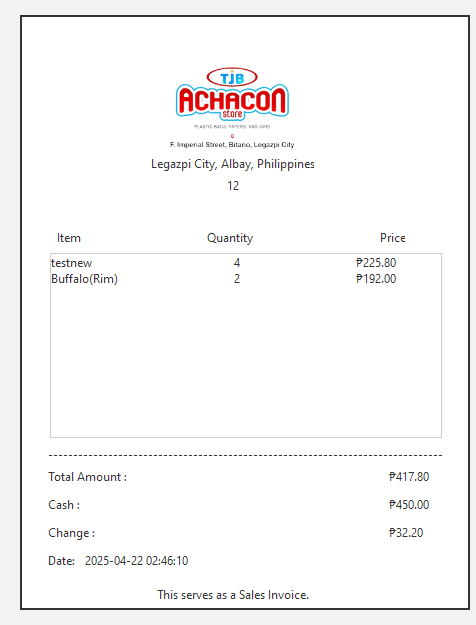 TJB
ACHACON
store
PLASTIC BAGS, PAPERS, AND JARS
F. Imperial Street, Bitano, Legazpi City
Legazpi City, Albay, Philippines
12
Item Quantity Price
testnew 4 ₱225.80
Buffalo(Rim) 2 ₱192.00
Total Amount : ₱417.80
Cash : ₱450.00
Change : ₱32.20
Date: 2025-04-22 02:46:10
This serves as a Sales Invoice.